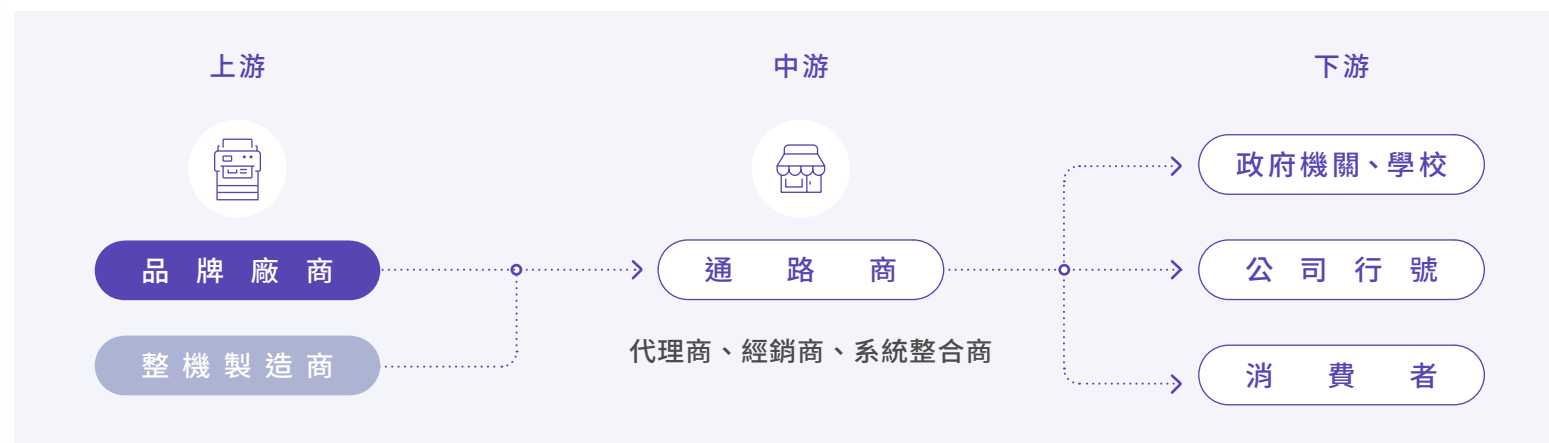 上游
中游
下游
政府機關、學校
品牌廠商
通路商
公司行號
整機製造商
代理商、經銷商、系統整合商
消費者